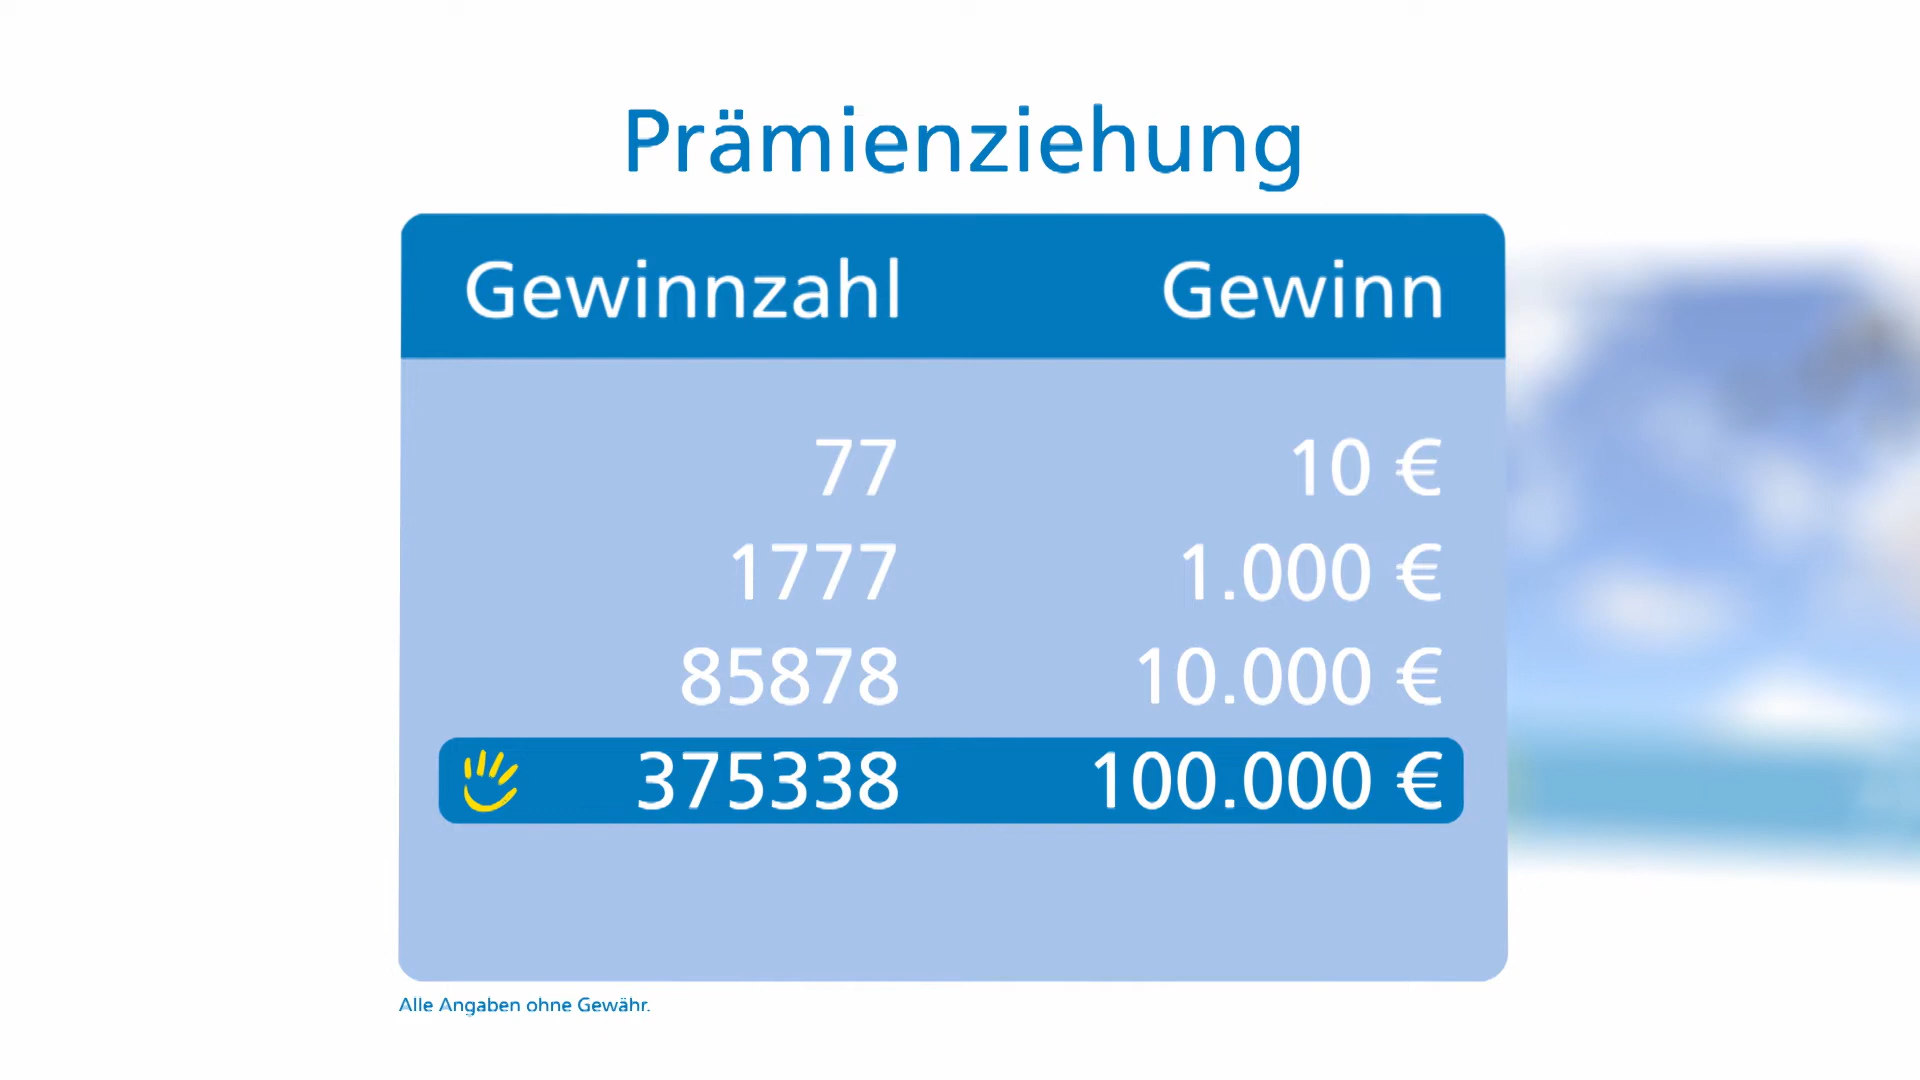 Prämienziehung
Gewinnzahl Gewinn
77 10 €
1777 1.000 €
85878 10.000 €
375338 100.000 €
Alle Angaben ohne Gewähr.